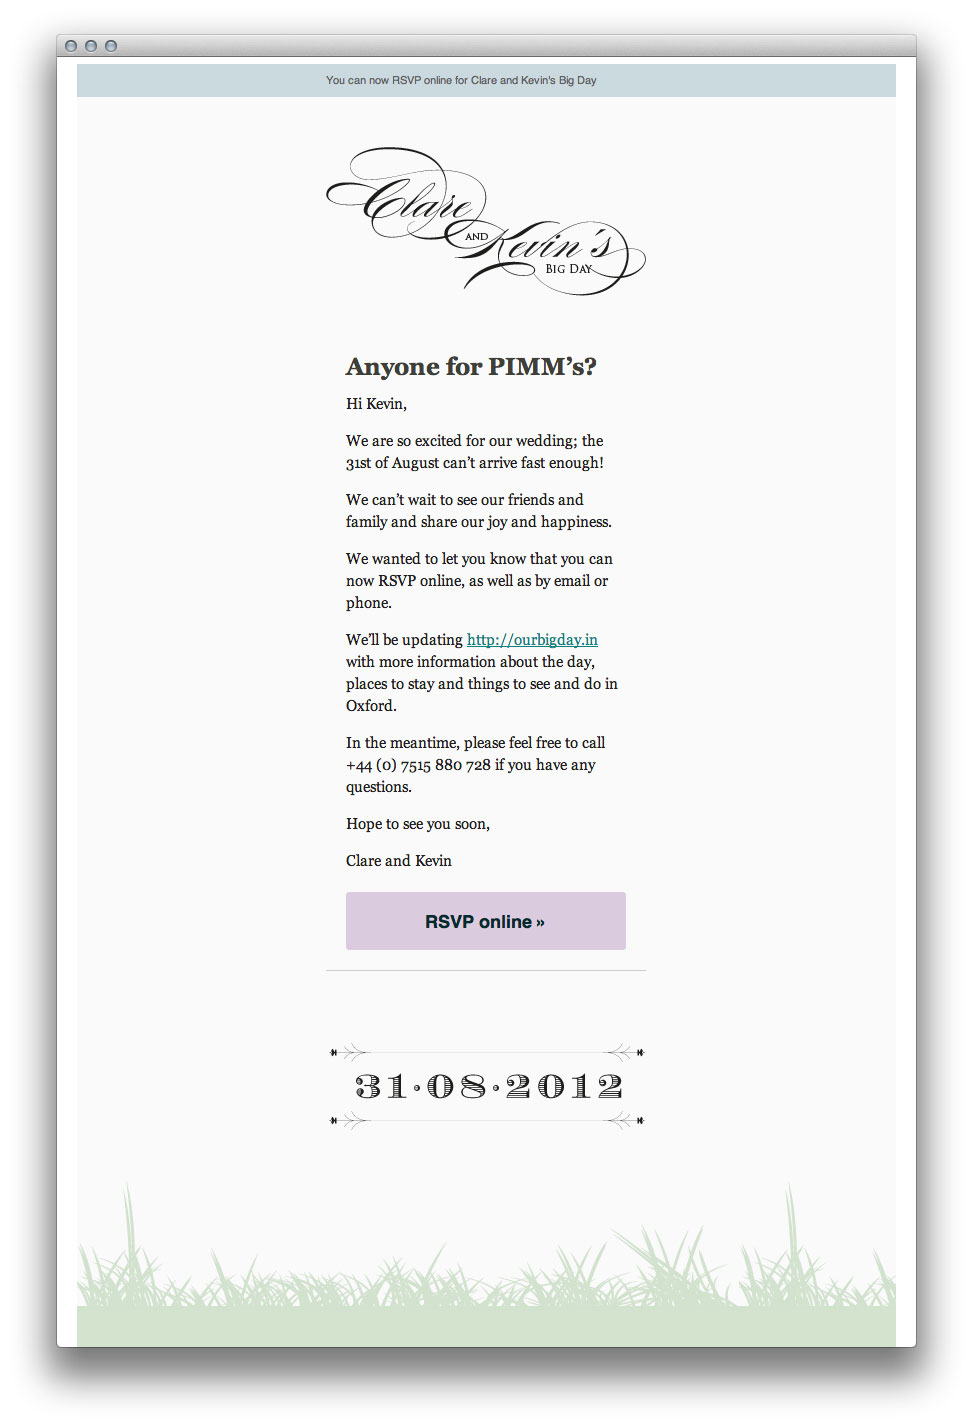 You can now RSVP online for Clare and Kevin's Big Day
Clare
AND
Kevin's
BIG DAY
Anyone for PIMM’s?
Hi Kevin,
We are so excited for our wedding; the
31st of August can’t arrive fast enough!
We can’t wait to see our friends and
family and share our joy and happiness.
We wanted to let you know that you can
now RSVP online, as well as by email or
phone.
We’ll be updating http://ourbigday.in
with more information about the day,
places to stay and things to see and do in
Oxford.
In the meantime, please feel free to call
+44 (0) 7515 880 728 if you have any
questions.
Hope to see you soon,
Clare and Kevin
RSVP online »
31·08·2012